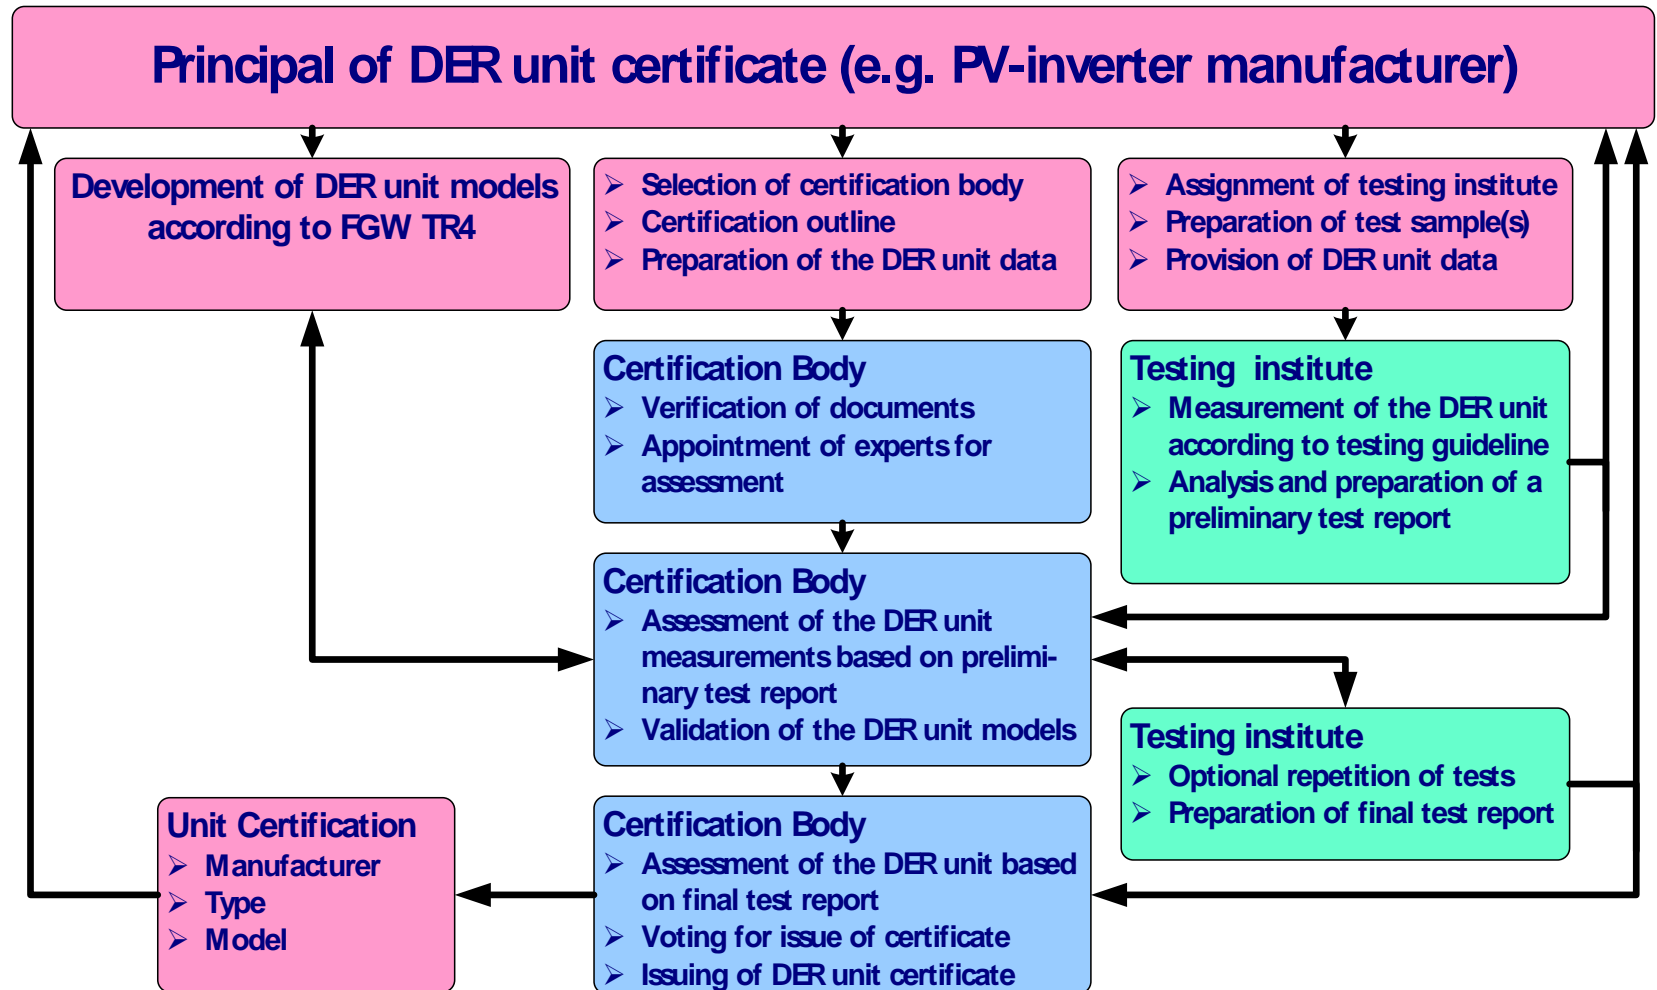 Principal of DER unit certificate (e.g. PV-inverter manufacturer)
Development of DER unit models
according to FGW TR4
➢ Selection of certification body
➢ Certification outline
➢ Preparation of the DER unit data
➢ Assignment of testing institute
➢ Preparation of test sample(s)
➢ Provision of DER unit data
Certification Body
➢ Verification of documents
➢ Appointment of experts for
assessment
Testing institute
➢ Measurement of the DER unit
according to testing guideline
➢ Analysis and preparation of a
preliminary test report
Certification Body
➢ Assessment of the DER unit
measurements based on prelimi-
nary test report
➢ Validation of the DER unit models
Testing institute
➢ Optional repetition of tests
➢ Preparation of final test report
Unit Certification
➢ Manufacturer
➢ Type
➢ Model
Certification Body
➢ Assessment of the DER unit based
on final test report
➢ Voting for issue of certificate
➢ Issuing of DER unit certificate